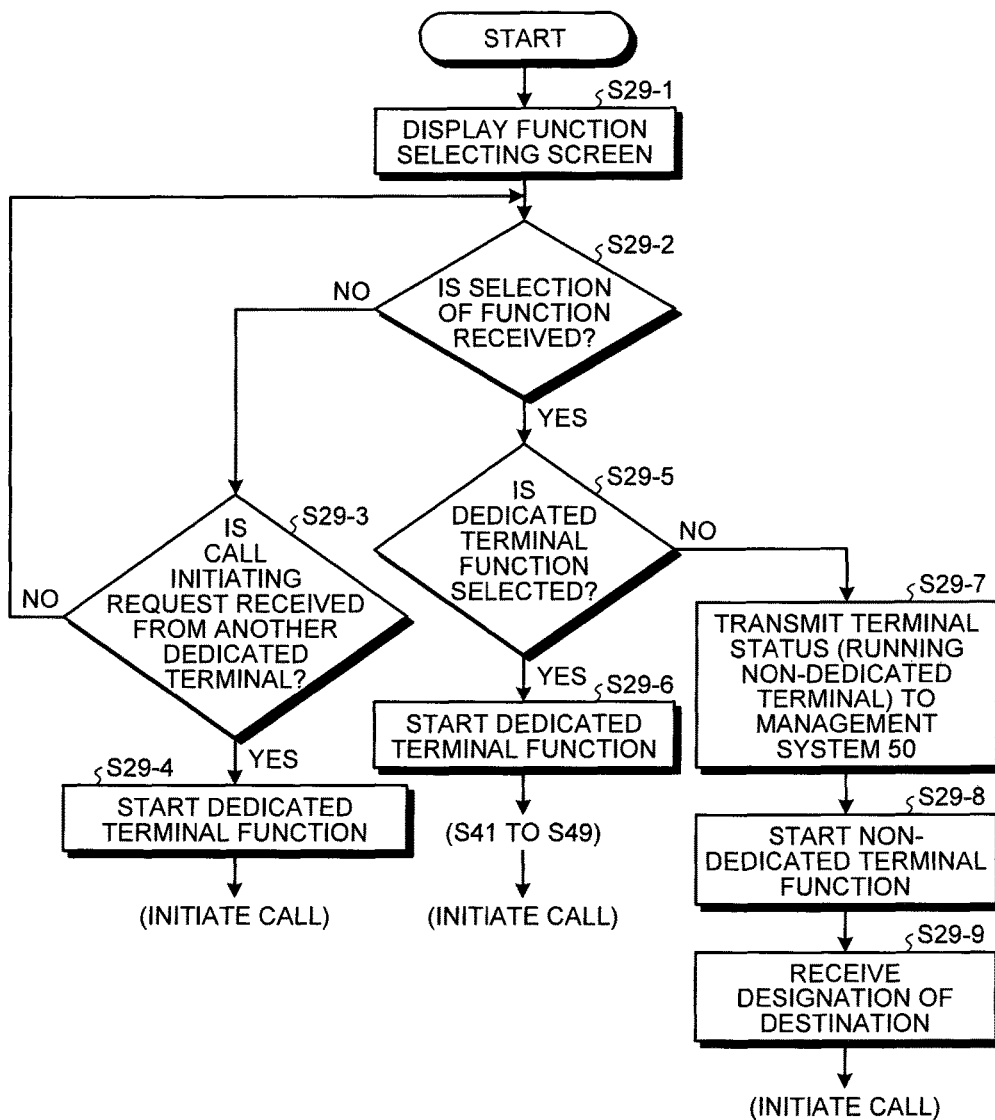 START
S29-1
DISPLAY FUNCTION
SELECTING SCREEN
S29-2
NO
IS SELECTION
OF FUNCTION
RECEIVED?
YES
S29-3
IS
CALL
INITIATING
REQUEST RECEIVED
FROM ANOTHER
DEDICATED
TERMINAL?
NO
YES
S29-4
START DEDICATED
TERMINAL FUNCTION
(INITIATE CALL)
S29-5
IS
DEDICATED
TERMINAL
FUNCTION
SELECTED?
NO
YES
S29-6
START DEDICATED
TERMINAL FUNCTION
(S41 TO S49)
(INITIATE CALL)
S29-7
TRANSMIT TERMINAL
STATUS (RUNNING
NON-DEDICATED
TERMINAL) TO
MANAGEMENT
SYSTEM 50
S29-8
START NON-
DEDICATED TERMINAL
FUNCTION
S29-9
RECEIVE
DESIGNATION OF
DESTINATION
(INITIATE CALL)